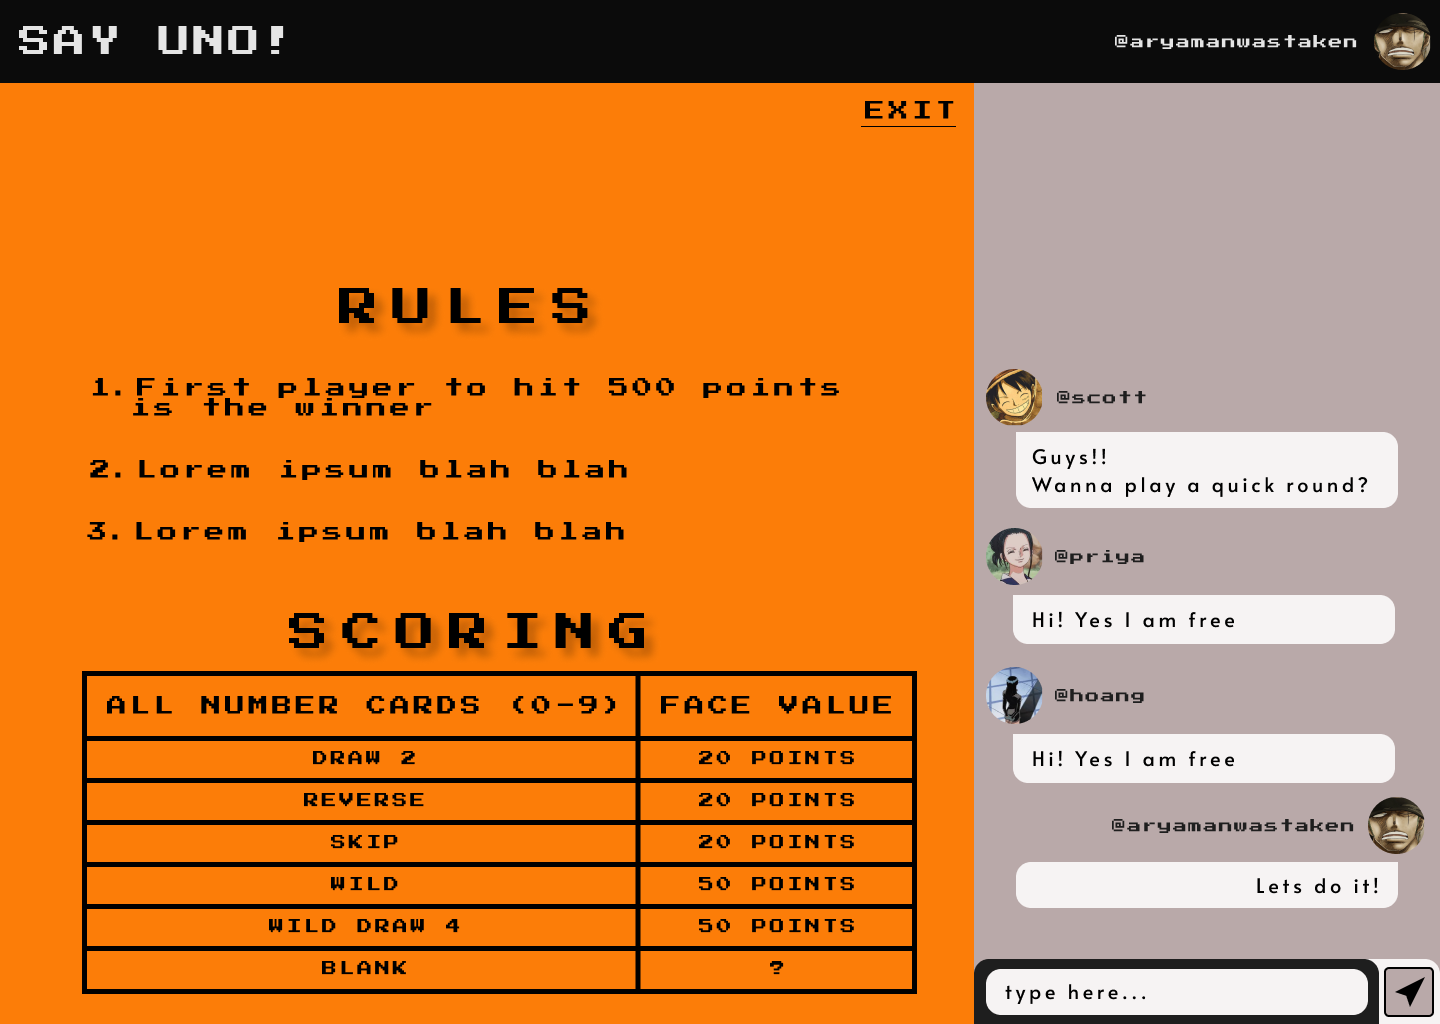 SAY UNO!
@aryamanwastaken
EXIT
RULES
1. First player to hit 500 points
is the winner
2. Lorem ipsum blah blah
3. Lorem ipsum blah blah
SCORING
ALL NUMBER CARDS (0-9) FACE VALUE
DRAW 2 20 POINTS
REVERSE 20 POINTS
SKIP 20 POINTS
WILD 50 POINTS
WILD DRAW 4 50 POINTS
BLANK ?
@scott
Guys!!
Wanna play a quick round?
@priya
Hi! Yes I am free
@hoang
Hi! Yes I am free
@aryamanwastaken
Lets do it!
type here...